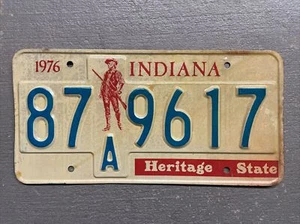 1976 INDIANA
87 A 9617
Heritage State